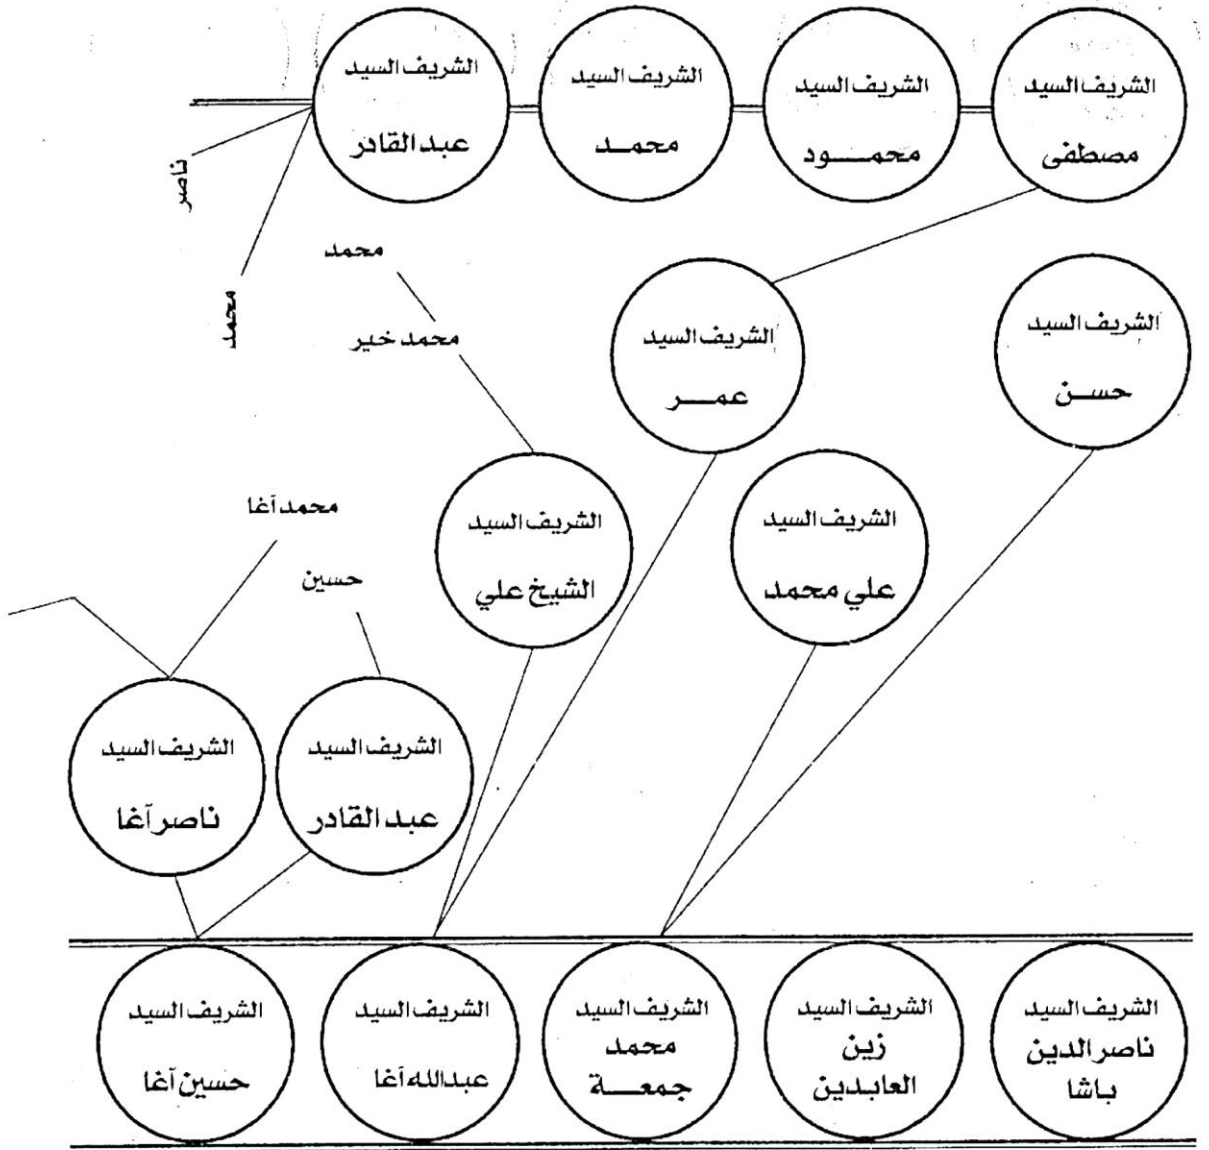 الشريف السيد
مصطفى
الشريف السيد
محمــــود
الشريف السيد
محمــد
الشريف السيد
عبد القادر
ناصر
محمد
محمد
محمد خير
الشريف السيد
حســن
الشريف السيد
عمـــر
الشريف السيد
علي محمد
الشريف السيد
الشيخ علي
محمد آغا
حسين
الشريف السيد
عبد القادر
الشريف السيد
ناصر آغا
الشريف السيد
ناصر الدين
باشا
الشريف السيد
زين
العابدين
الشريف السيد
محمد
جمعـــة
الشريف السيد
عبدالله آغا
الشريف السيد
حسين آغا